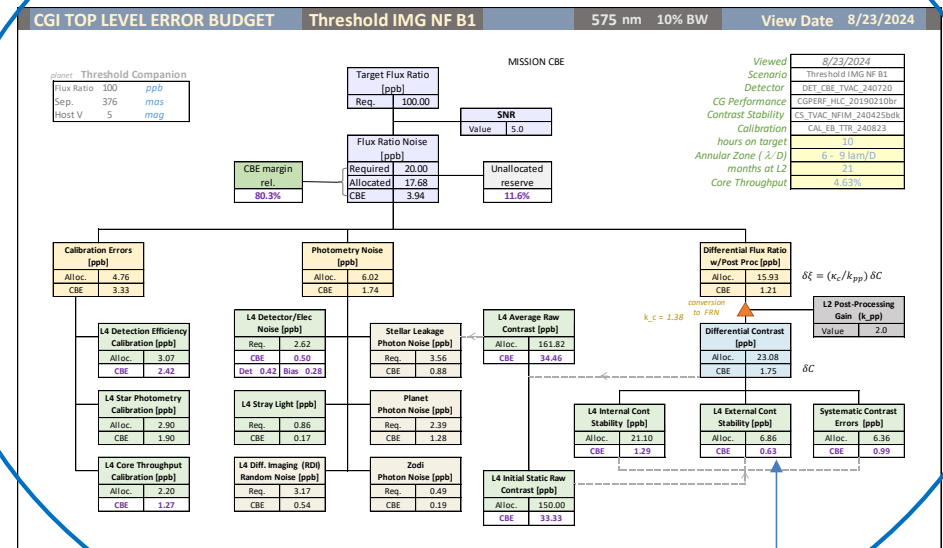 CGI TOP LEVEL ERROR BUDGET Threshold IMG NF B1 575 nm 10% BW View Date 8/23/2024
MISSION CBE
planet Threshold Companion
Flux Ratio 100 ppb
Sep. 376 mas
Host V 5 mag
Target Flux Ratio
[ppb]
Req. 100.00
SNR
Value 5.0
Viewed 8/23/2024
Scenario Threshold IMG NF B1
Detector DET_CBE_TVAC_240720
CG Performance CGPERF_HLC_20190210br
Contrast Stability CS_TVAC_NFIM_240425bdk
Calibration CAL_EB_TTR_240823
hours on target 10
Annular Zone ( λ/D) 6 - 9 lam/D
months at L2 21
Core Throughput 4.63%
Flux Ratio Noise
[ppb]
Required 20.00
Allocated 17.68
CBE 3.94
CBE margin
rel.
80.3%
Unallocated
reserve
11.6%
Calibration Errors
[ppb]
Alloc. 4.76
CBE 3.33
Photometry Noise
[ppb]
Alloc. 6.02
CBE 1.74
Differential Flux Ratio
w/Post Proc [ppb]
Alloc. 15.93
CBE 1.21
δξ = (κc/kpp) δC
conversion
to FRN
k_c = 1.38
L2 Post-Processing
Gain (k_pp)
Value 2.0
L4 Detection Efficiency
Calibration [ppb]
Alloc. 3.07
CBE 2.42
L4 Detector/Elec
Noise [ppb]
Req. 2.62
CBE 0.50
Det 0.42 Bias 0.28
Stellar Leakage
Photon Noise [ppb]
Req. 3.56
CBE 0.88
L4 Average Raw
Contrast [ppb]
Alloc. 161.82
CBE 34.46
Differential Contrast
[ppb]
Alloc. 23.08
CBE 1.75
δC
L4 Star Photometry
Calibration [ppb]
Alloc. 2.90
CBE 1.90
L4 Stray Light [ppb]
Req. 0.86
CBE 0.17
Planet
Photon Noise [ppb]
Req. 2.39
CBE 1.28
L4 Internal Cont
Stability [ppb]
Alloc. 21.10
CBE 1.29
L4 External Cont
Stability [ppb]
Alloc. 6.86
CBE 0.63
Systematic Contrast
Errors [ppb]
Alloc. 6.36
CBE 0.99
L4 Core Throughput
Calibration [ppb]
Alloc. 2.20
CBE 1.27
L4 Diff. Imaging (RDI)
Random Noise [ppb]
Req. 3.17
CBE 0.54
Zodi
Photon Noise [ppb]
Req. 0.49
CBE 0.19
L4 Initial Static Raw
Contrast [ppb]
Alloc. 150.00
CBE 33.33